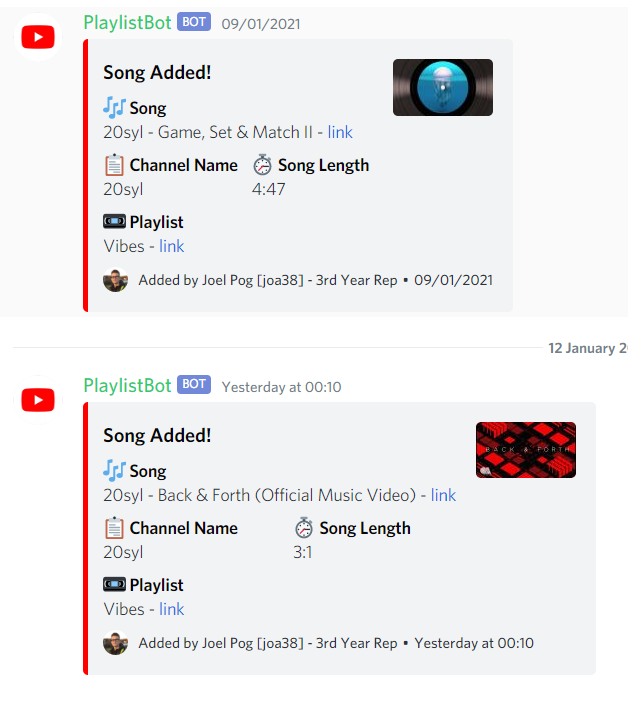 PlaylistBot BOT 09/01/2021
Song Added!
Song
20syl - Game, Set & Match II - link
Channel Name Song Length
20syl 4:47
Playlist
Vibes - link
Added by Joel Pog [joa38] - 3rd Year Rep • 09/01/2021
12 January 2
PlaylistBot BOT Yesterday at 00:10
Song Added!
BACK & FORTH
Song
20syl - Back & Forth (Official Music Video) - link
Channel Name Song Length
20syl 3:1
Playlist
Vibes - link
Added by Joel Pog [joa38] - 3rd Year Rep • Yesterday at 00:10